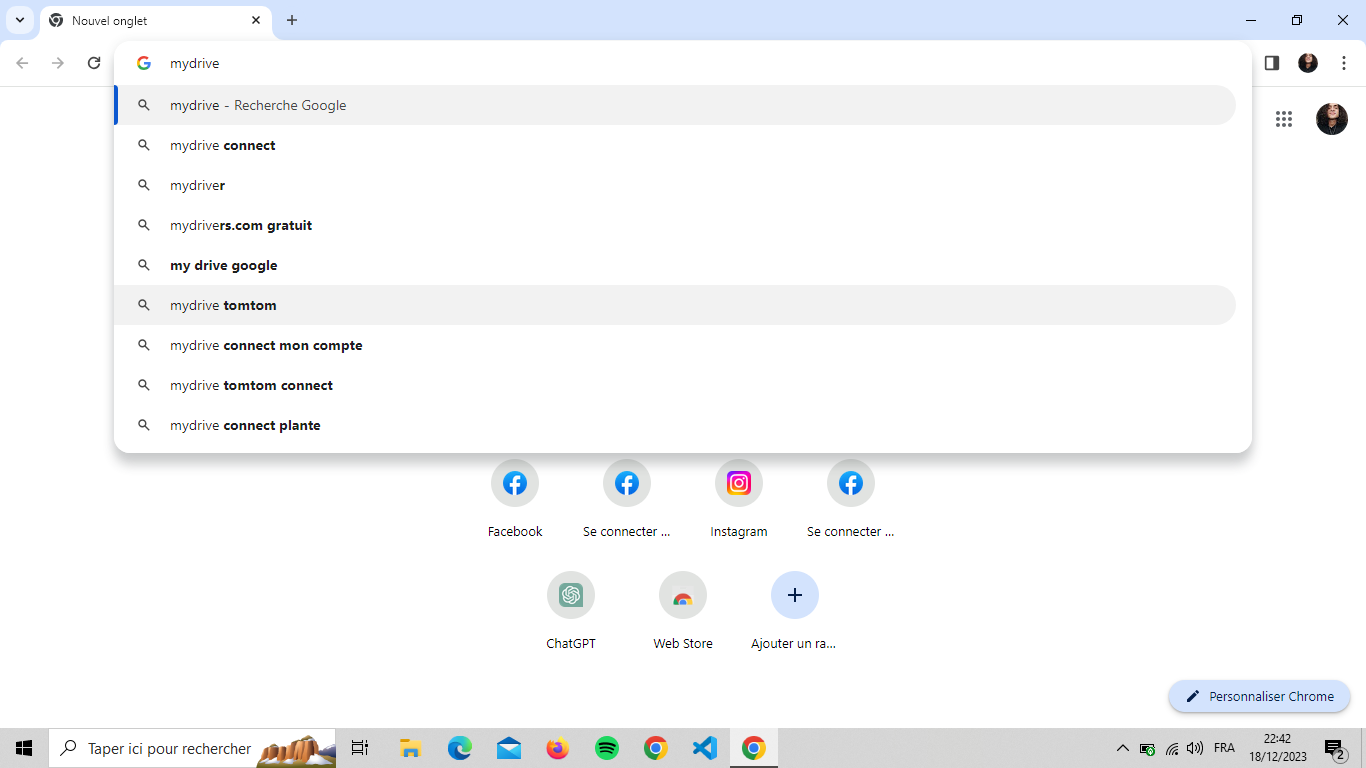 Nouvel onglet
mydrive
mydrive - Recherche Google
mydrive connect
mydriver
mydrivers.com gratuit
my drive google
mydrive tomtom
mydrive connect mon compte
mydrive tomtom connect
mydrive connect plante
Facebook
Se connecter ...
Instagram
Se connecter ...
ChatGPT
Web Store
Ajouter un ra...
Personnaliser Chrome
Taper ici pour rechercher
FRA
22:42
18/12/2023
2